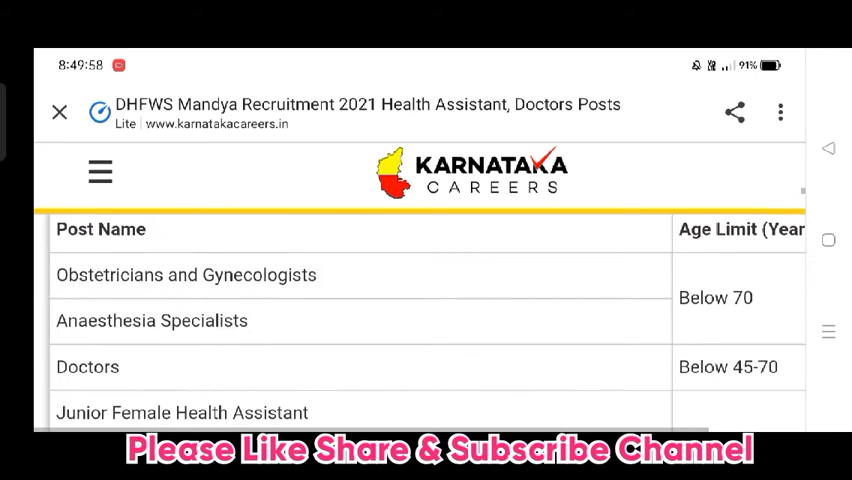 8:49:58
91%
DHFWS Mandya Recruitment 2021 Health Assistant, Doctors Posts
Lite | www.karnatakacareers.in
KARNATAKA
CAREERS
Post Name
Age Limit (Year
Obstetricians and Gynecologists
Below 70
Anaesthesia Specialists
Doctors
Below 45-70
Junior Female Health Assistant
Please Like Share & Subscribe Channel